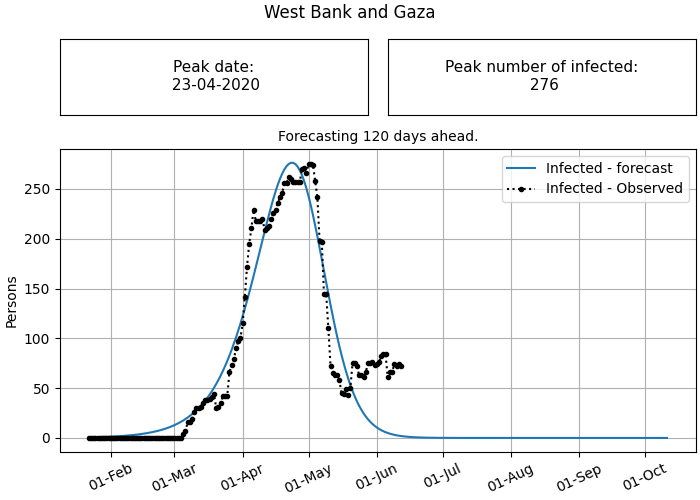 West Bank and Gaza
Peak date:
23-04-2020
Peak number of infected:
276
Forecasting 120 days ahead.
Infected - forecast
Infected - Observed
Persons
250
200
150
100
50
0
01-Feb
01-Mar
01-Apr
01-May
01-Jun
01-Jul
01-Aug
01-Sep
01-Oct